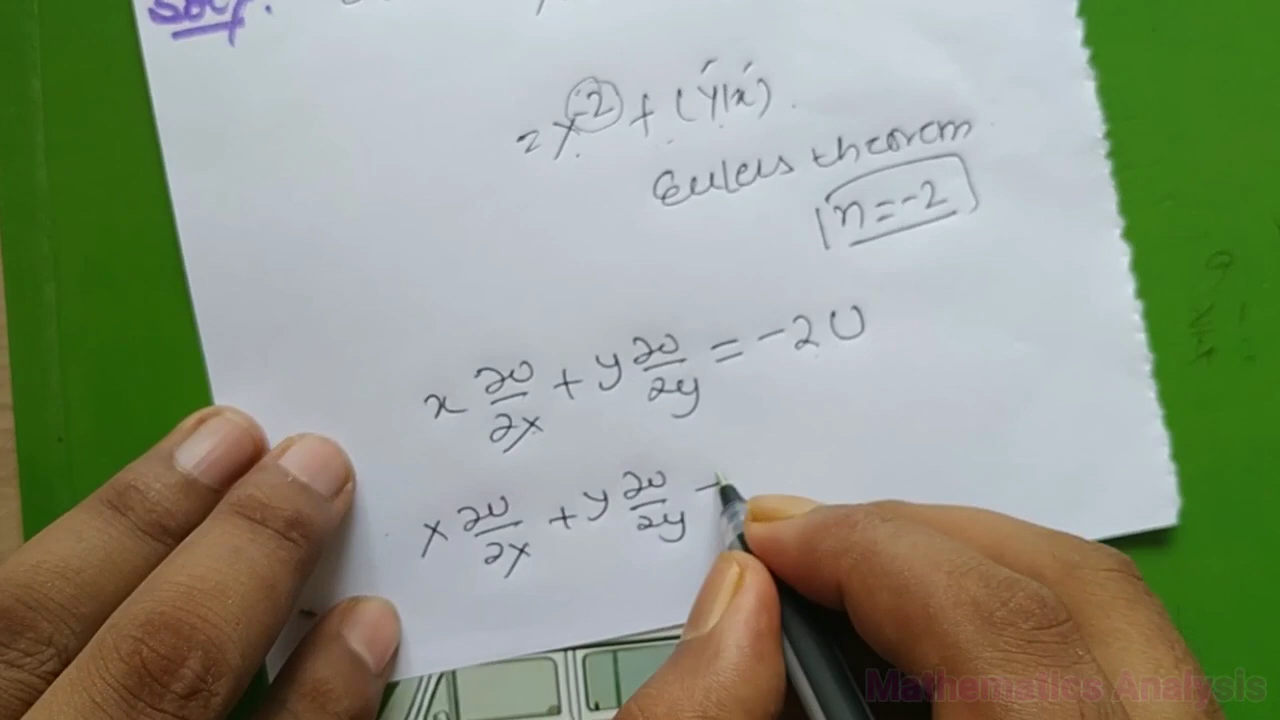 Sol⁠ⁿ.
= x^-2 f (y/x).
Eulers theorem
n = -2
x ∂U/∂x + y ∂U/∂y = -2U
x ∂U/∂x + y ∂U/∂y -
Mathematics Analysis